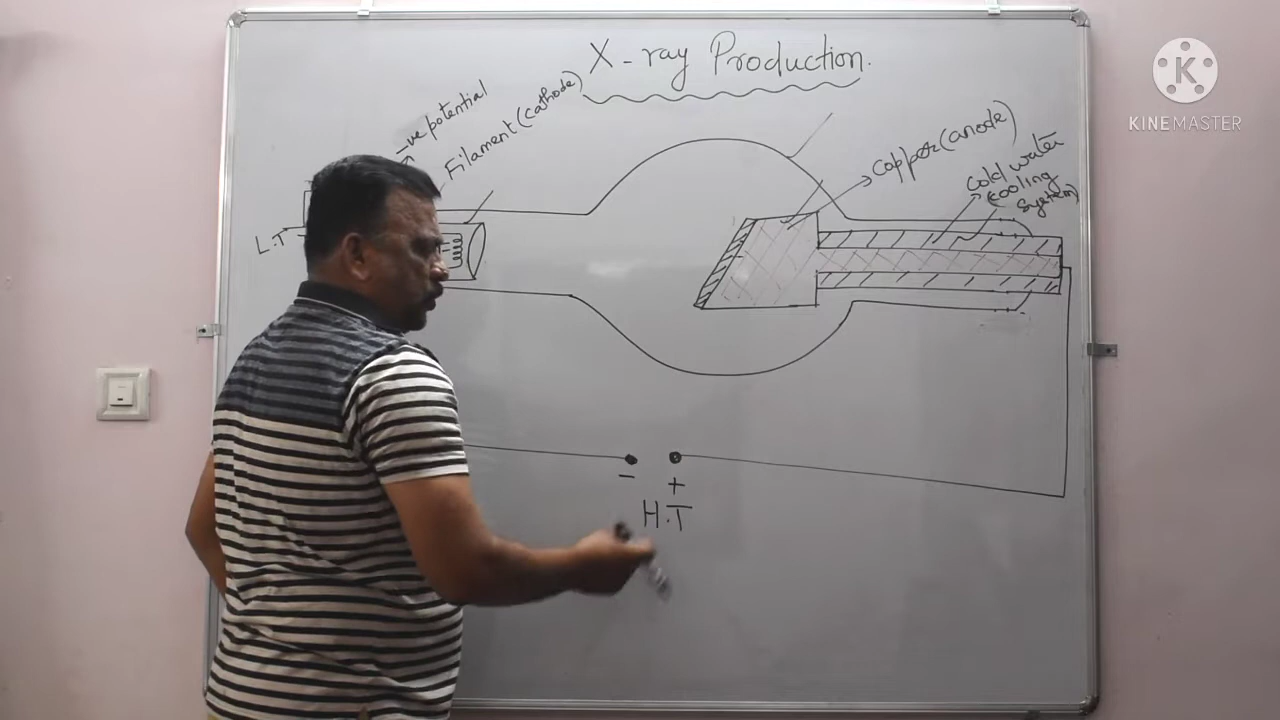 X-ray Production.
-ve potential
Filament (cathode)
copper (anode)
cold water
(cooling
system)
L.T
-
+
H.T
KINEMASTER